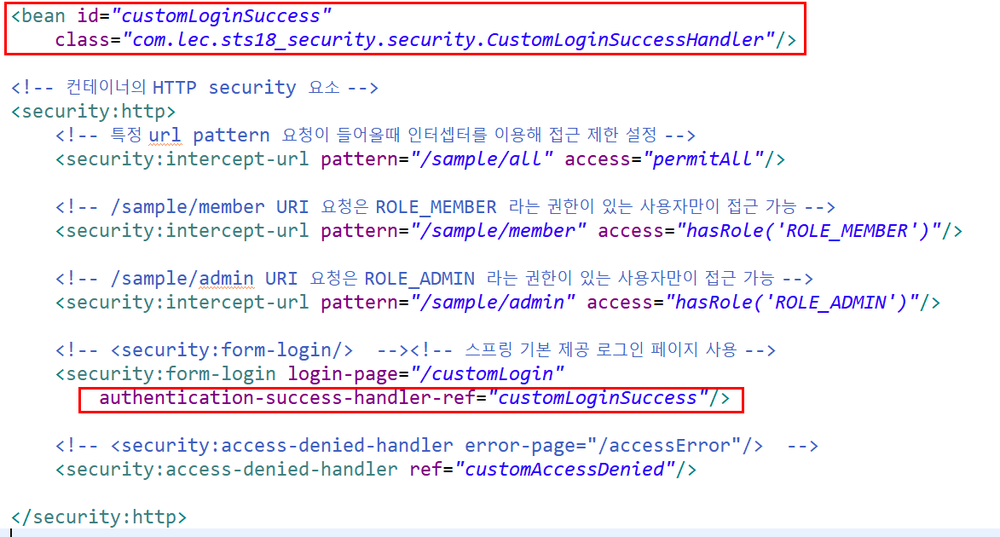 <bean id="customLoginSuccess"
class="com.lec.sts18_security.security.CustomLoginSuccessHandler"/>
<!-- 컨테이너의 HTTP security 요소 -->
<security:http>
<!-- 특정 url pattern 요청이 들어올때 인터셉터를 이용해 접근 제한 설정 -->
<security:intercept-url pattern="/sample/all" access="permitAll"/>
<!-- /sample/member URI 요청은 ROLE_MEMBER 라는 권한이 있는 사용자만이 접근 가능 -->
<security:intercept-url pattern="/sample/member" access="hasRole('ROLE_MEMBER')"/>
<!-- /sample/admin URI 요청은 ROLE_ADMIN 라는 권한이 있는 사용자만이 접근 가능 -->
<security:intercept-url pattern="/sample/admin" access="hasRole('ROLE_ADMIN')"/>
<!-- <security:form-login/>  --><!-- 스프링 기본 제공 로그인 페이지 사용 -->
<security:form-login login-page="/customLogin"
authentication-success-handler-ref="customLoginSuccess"/>
<!-- <security:access-denied-handler error-page="/accessError"/>  -->
<security:access-denied-handler ref="customAccessDenied"/>
</security:http>